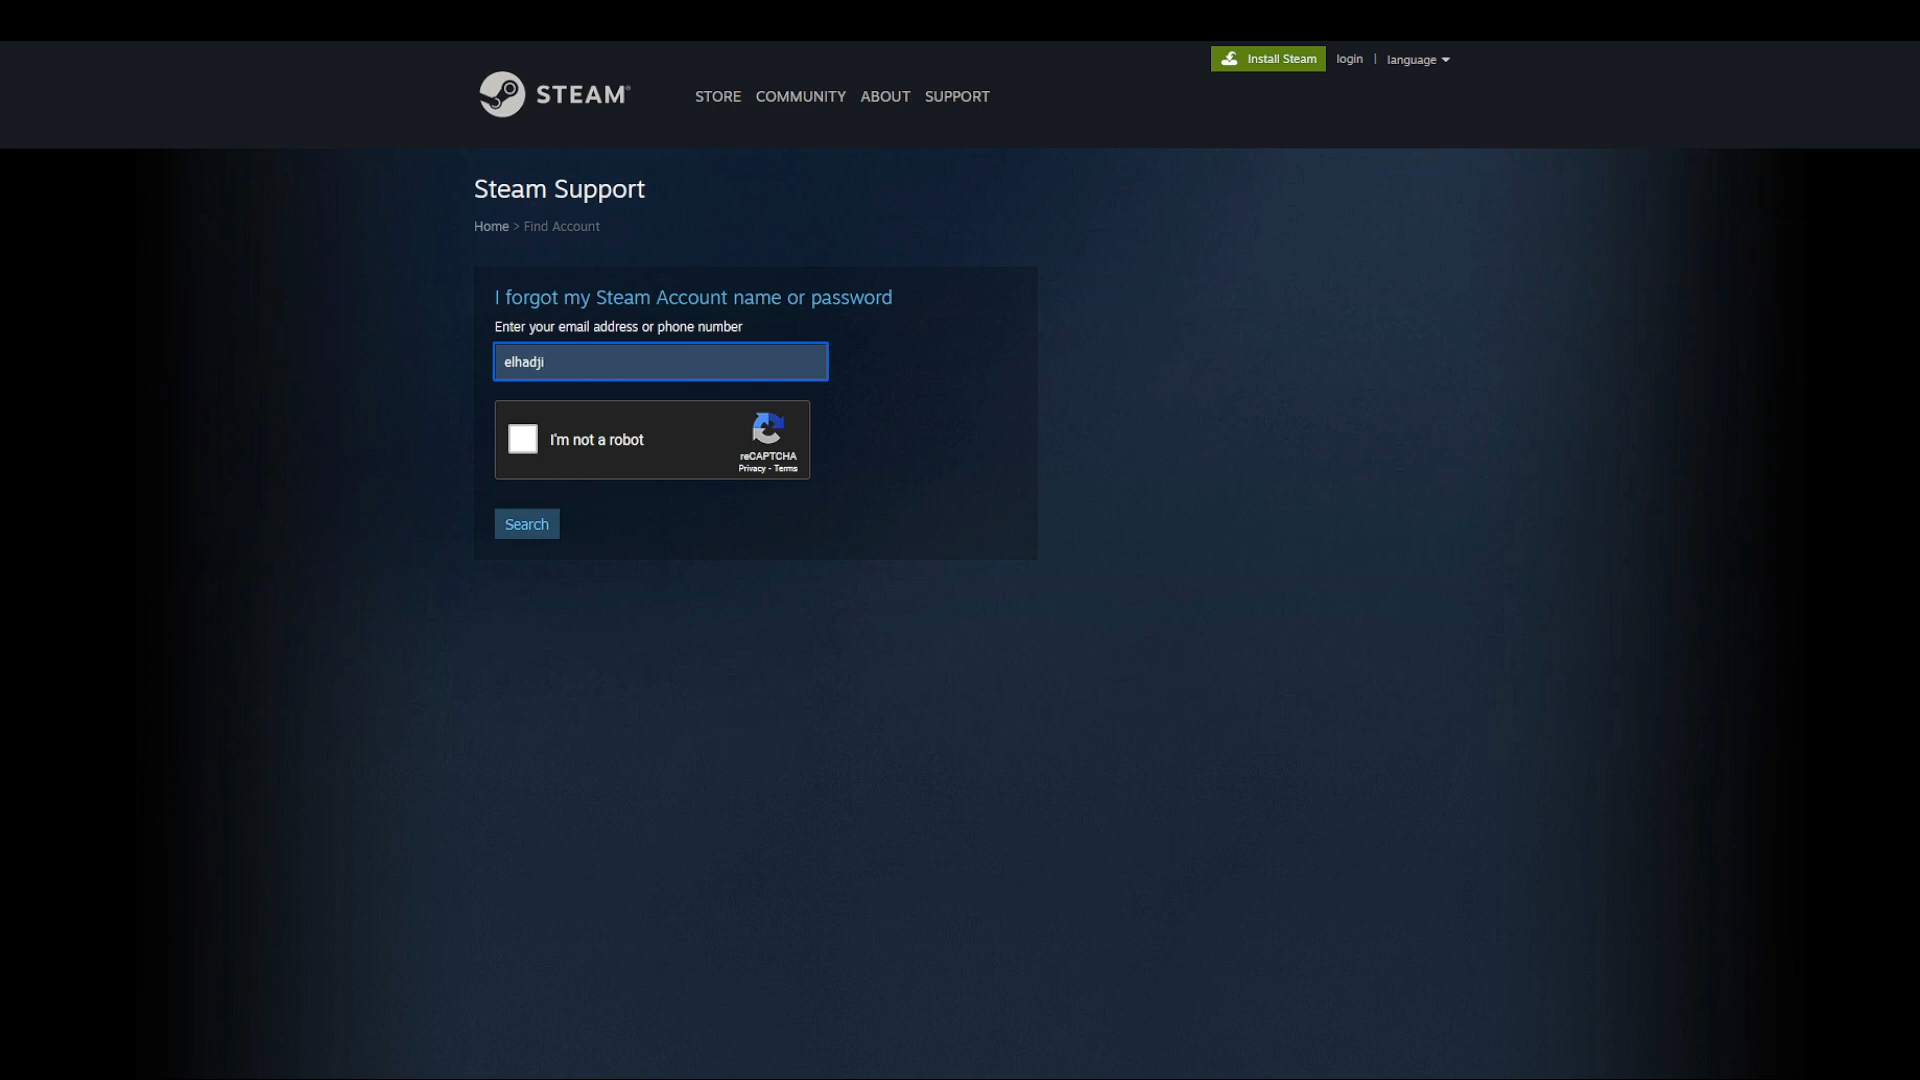 Install Steam login | language
STEAM®
STORE COMMUNITY ABOUT SUPPORT
Steam Support
Home > Find Account
I forgot my Steam Account name or password
Enter your email address or phone number
elhadji
I'm not a robot
reCAPTCHA
Privacy - Terms
Search